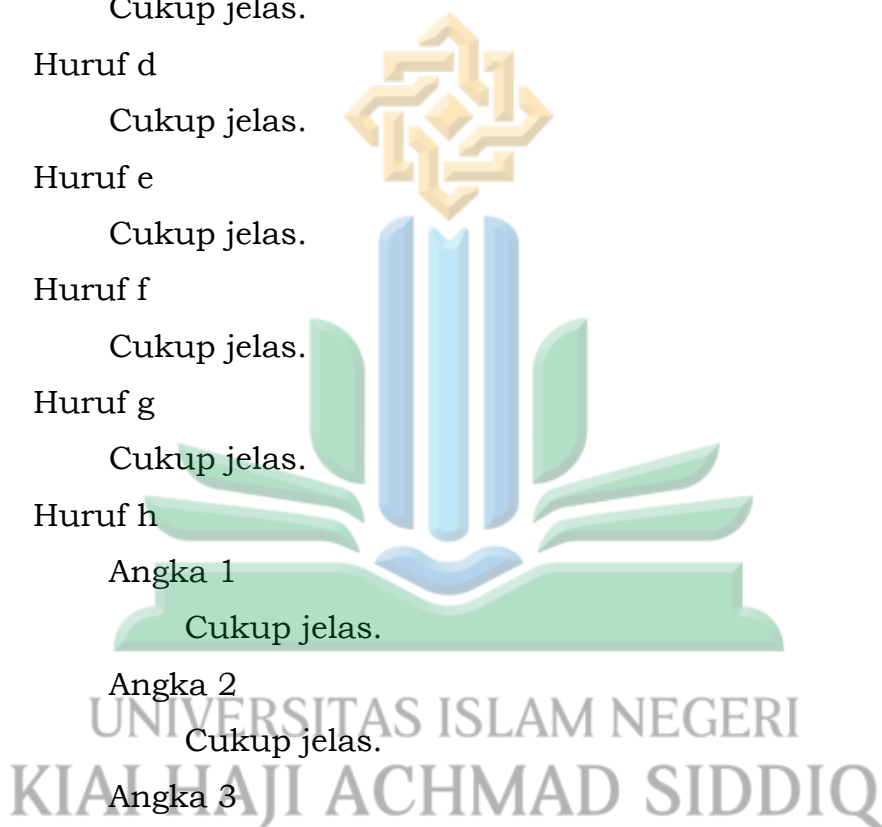 Cukup jelas.
Huruf d
Cukup jelas.
Huruf e
Cukup jelas.
Huruf f
Cukup jelas.
Huruf g
Cukup jelas.
Huruf h
Angka 1
Cukup jelas.
Angka 2
UNIVERSITAS ISLAM NEGERI
Cukup jelas.
KIAI HAJI ACHMAD SIDDIQ
Angka 3